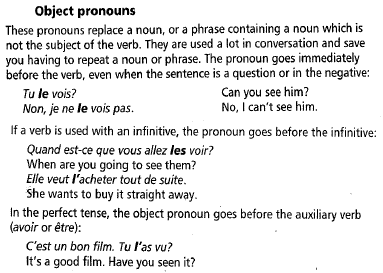 Object pronouns
These pronouns replace a noun, or a phrase containing a noun which is
not the subject of the verb. They are used a lot in conversation and save
you having to repeat a noun or phrase. The pronoun goes immediately
before the verb, even when the sentence is a question or in the negative:
Tu le vois? Can you see him?
Non, je ne le vois pas. No, I can't see him.
If a verb is used with an infinitive, the pronoun goes before the infinitive:
Quand est-ce que vous allez les voir?
When are you going to see them?
Elle veut l'acheter tout de suite.
She wants to buy it straight away.
In the perfect tense, the object pronoun goes before the auxiliary verb
(avoir or être):
C'est un bon film. Tu l'as vu?
It's a good film. Have you seen it?